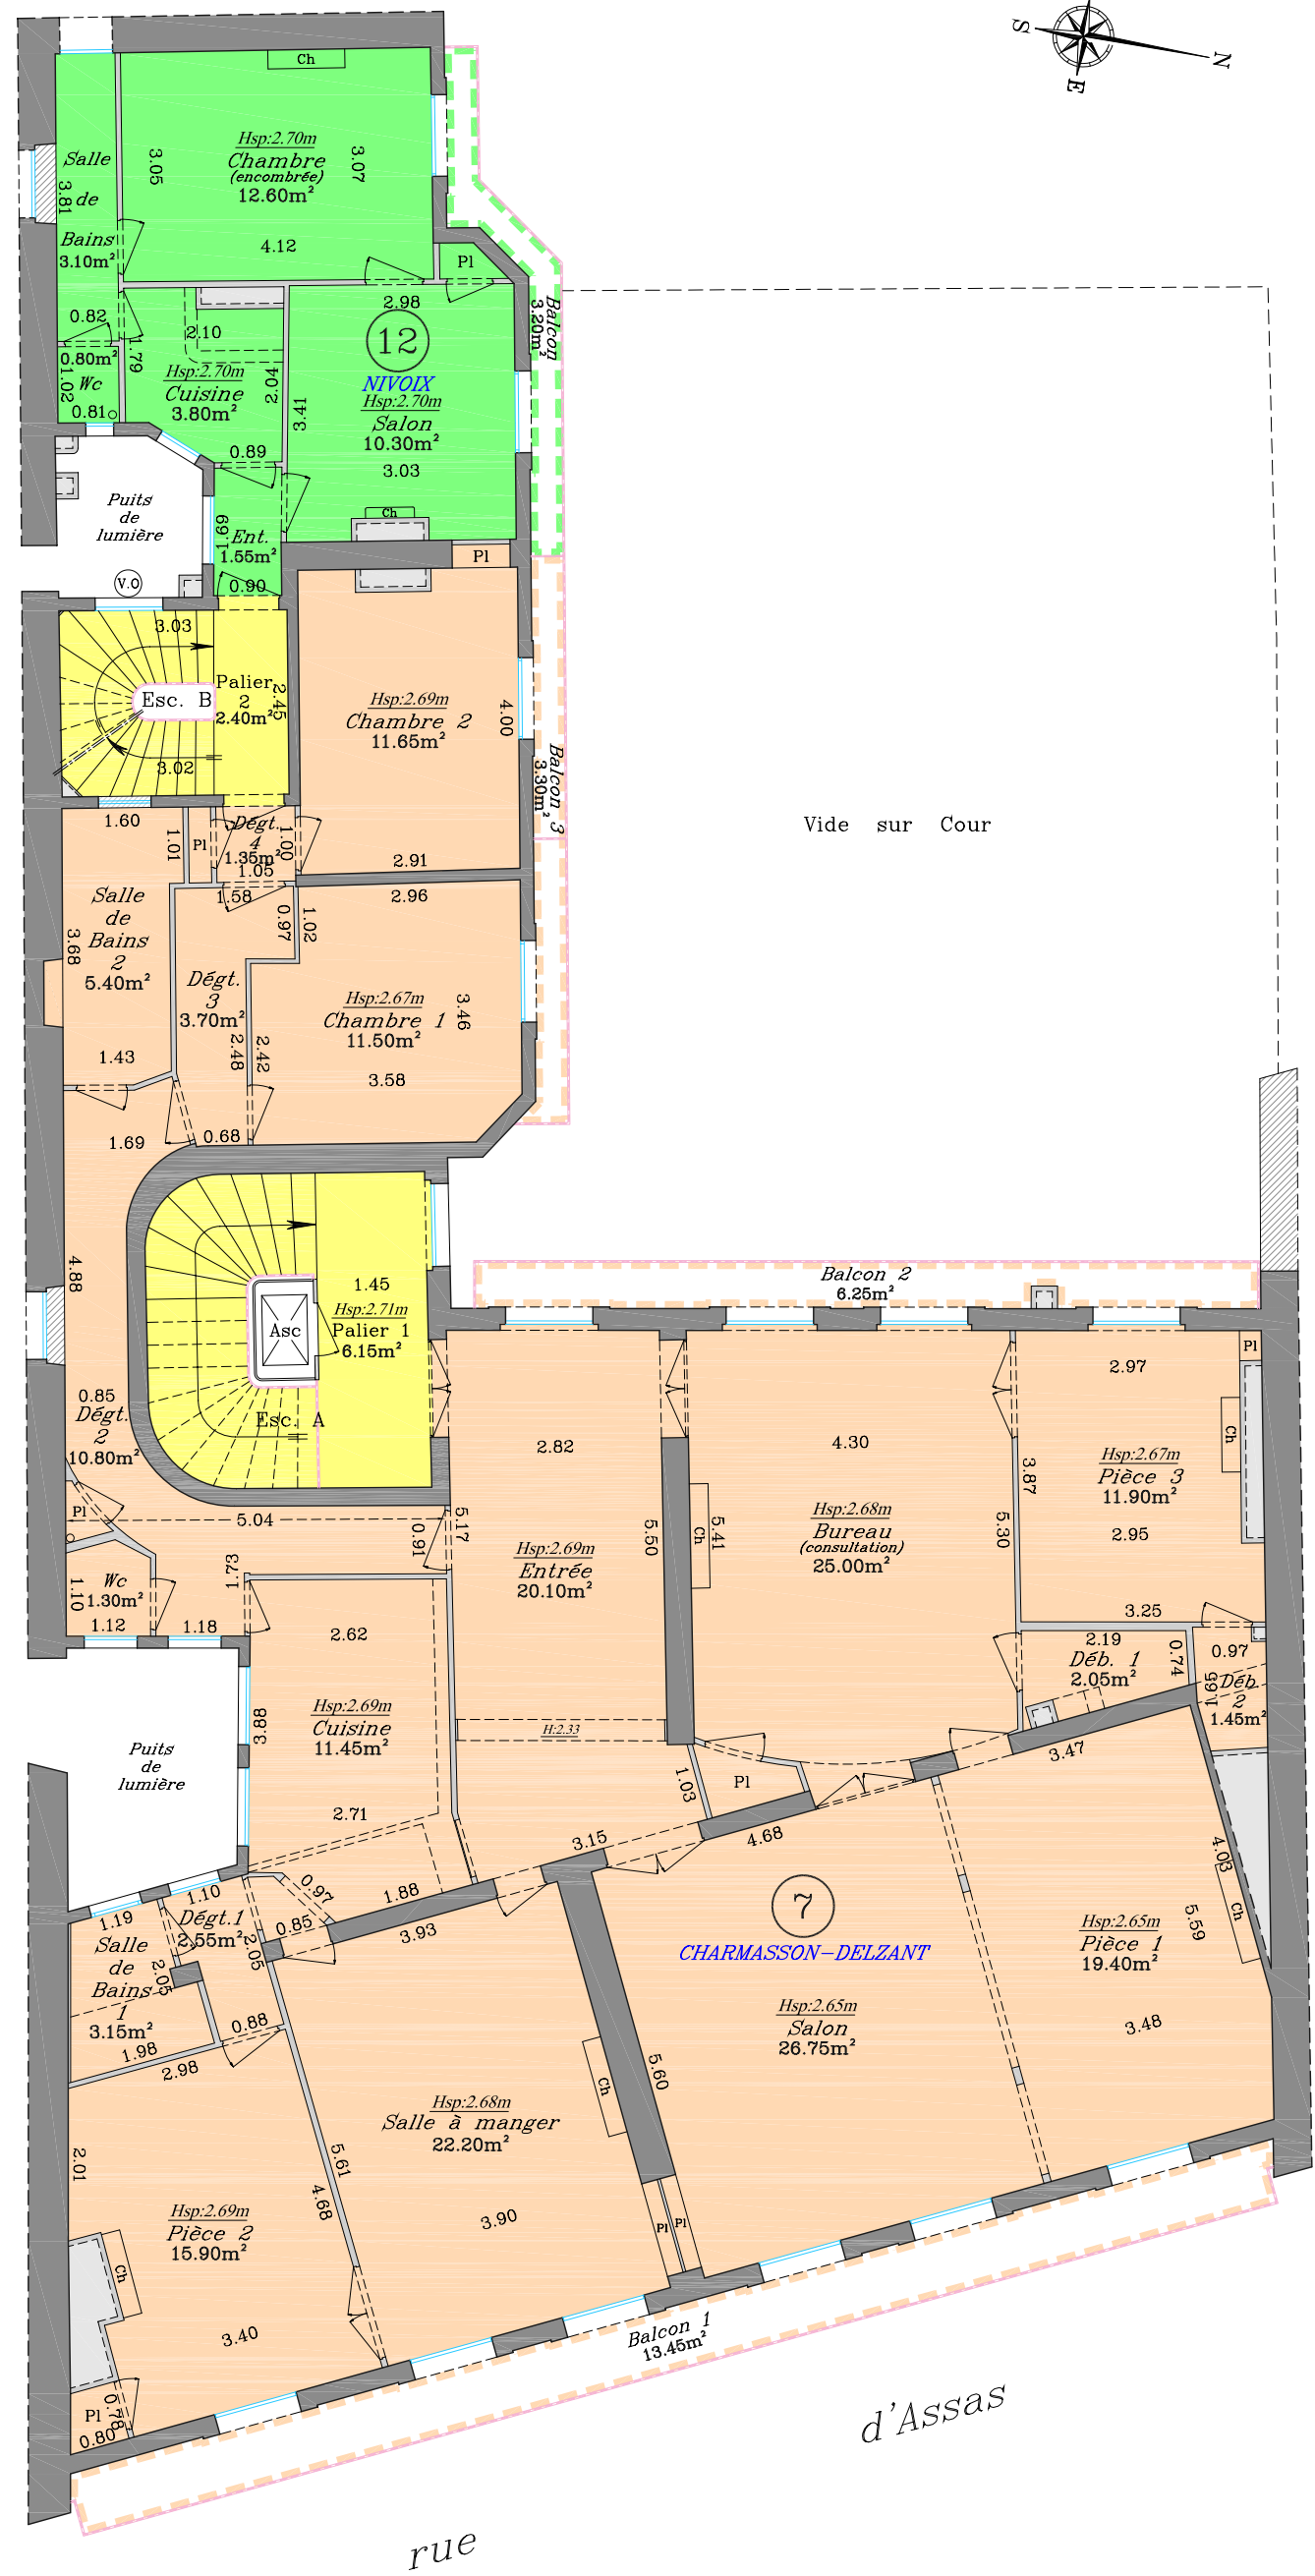 S
N
E
Ch
Hsp:2.70m
Chambre
(encombrée)
12.60m²
3.05
3.07
4.12
Salle
de
Bains
3.10m²
3.81
0.82
Pl
2.98
12
NIVOIX
Hsp:2.70m
Salon
10.30m²
3.41
3.03
Ch
Balcon
3.20m²
2.10
1.79
Hsp:2.70m
Cuisine
3.80m²
2.04
0.89
0.80m²
Wc
1.02
0.81
Puits
de
lumière
V.O
1.69
Ent.
1.55m²
0.90
Pl
3.03
Esc. B
Palier
2
2.40m²
2.45
3.02
Hsp:2.69m
Chambre 2
11.65m²
4.00
2.91
Balcon 3
3.30m²
Vide sur Cour
1.60
1.01
Pl
Dégt.
4
1.35m²
1.00
1.05
Salle
de
Bains
2
5.40m²
3.68
1.43
1.58
0.97
1.02
2.96
Dégt.
3
3.70m²
2.48
2.42
Hsp:2.67m
Chambre 1
11.50m²
3.46
3.58
1.69
0.68
4.88
1.45
Hsp:2.71m
Palier 1
6.15m²
Asc
Esc. A
Balcon 2
6.25m²
0.85
Dégt.
2
10.80m²
Pl
5.04
0.91
5.17
1.73
Wc
1.30m²
1.10
1.12
1.18
2.82
Hsp:2.69m
Entrée
20.10m²
5.50
H:2.33
Ch
5.41
4.30
Hsp:2.68m
Bureau
(consultation)
25.00m²
5.30
3.87
2.97
Pl
Ch
Hsp:2.67m
Pièce 3
11.90m²
2.95
3.25
2.19
Déb. 1
2.05m²
0.74
0.97
Déb.
2
1.45m²
1.65
2.62
Hsp:2.69m
Cuisine
11.45m²
3.88
2.71
1.88
0.97
Puits
de
lumière
1.03
Pl
3.15
4.68
3.47
1.19
1.10
Salle
de
Bains
1
3.15m²
2.05
1.98
Dégt.1
2.55m²
2.05
0.85
0.88
3.93
7
CHARMASSON-DELZANT
Hsp:2.65m
Salon
26.75m²
5.60
Hsp:2.65m
Pièce 1
19.40m²
4.03
5.59
Ch
3.48
2.98
2.01
Hsp:2.69m
Pièce 2
15.90m²
4.68
5.61
Ch
3.40
Pl
0.78
0.80
Hsp:2.68m
Salle à manger
22.20m²
Ch
3.90
Pl
Pl
Balcon 1
13.45m²
rue d'Assas